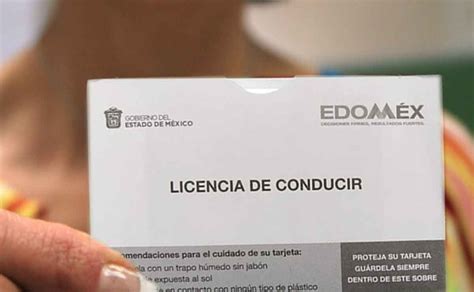 GOBIERNO DEL
ESTADO DE MÉXICO
EDOMÉX
DECISIONES FIRMES, RESULTADOS FUERTES.
LICENCIA DE CONDUCIR
mendaciones para el cuidado de su tarjeta:
la con un trapo húmedo sin jabón
expuesta al sol
en contacto con ningún tipo de plástico
PROTEJA SU TARJETA
GUÁRDELA SIEMPRE
DENTRO DE ESTE SOBRE